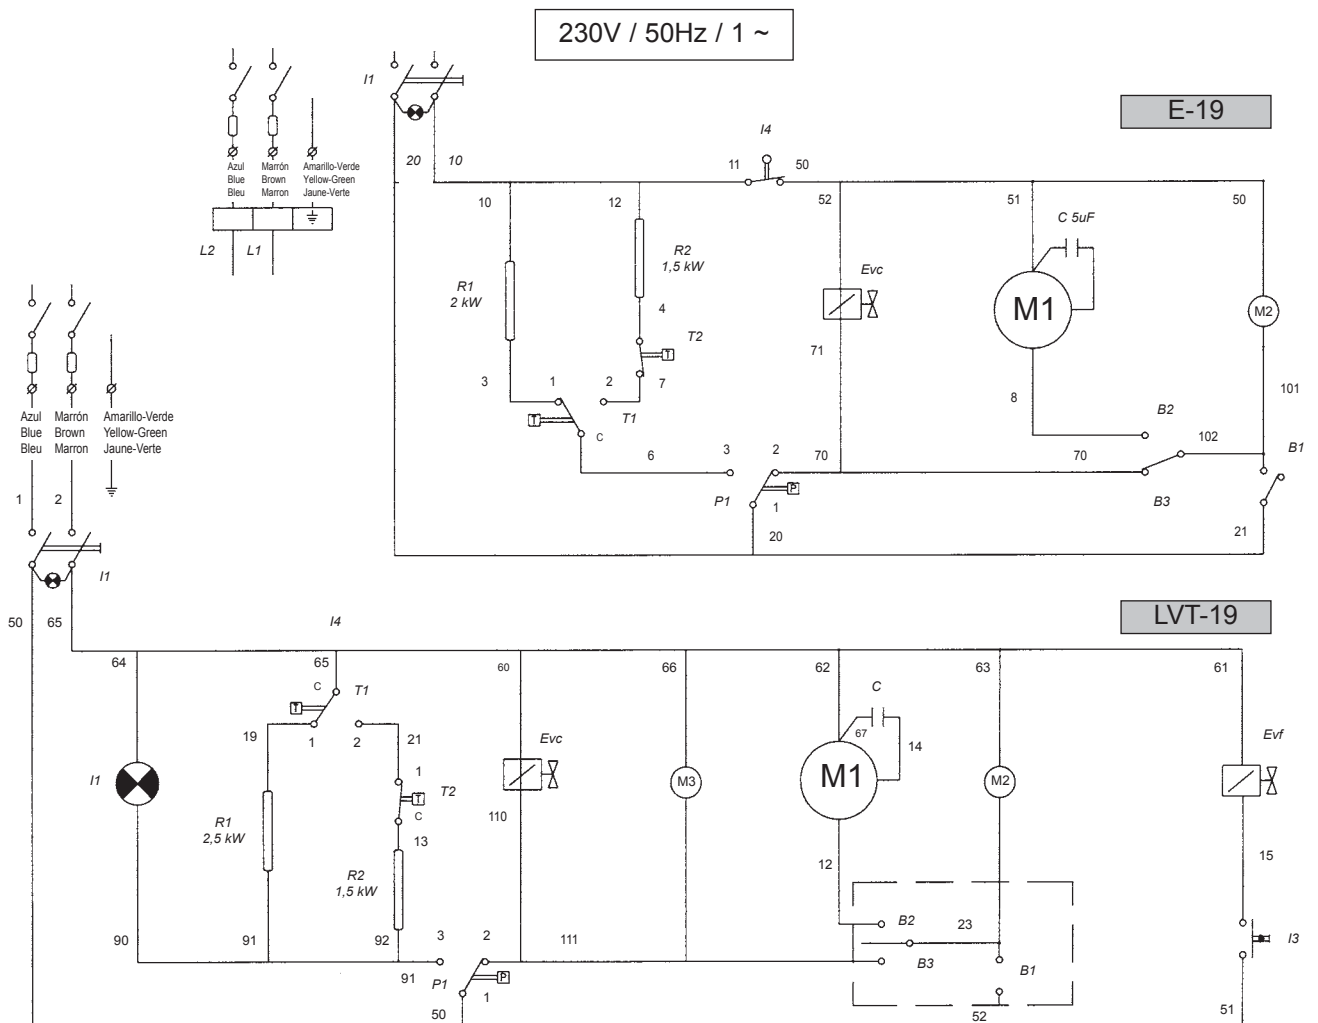 230V / 50Hz / 1 ~
I1
E-19
I4
20
10
11
50
Azul Marrón Amarillo-Verde
Blue Brown Yellow-Green
Bleu Marron Jaune-Verte
L2
L1
10
12
52
51
50
C 5uF
R2
1,5 kW
R1
2 kW
Evc
M1
M2
4
T2
T
71
3
1
2
7
8
101
T
T1
C
B2
102
B1
6
3
2
70
70
P
P1
1
B3
20
21
Azul Marrón Amarillo-Verde
Blue Brown Yellow-Green
Bleu Marron Jaune-Verte
1
2
I1
50
65
I4
LVT-19
64
65
60
66
62
63
61
C
T1
T
C
67
14
19
1
2
21
Evc
Evf
I1
1
T2
T
C
M3
M1
M2
R1
2,5 kW
110
13
R2
1,5 kW
12
15
90
91
92
3
2
111
B2
23
I3
91
P1
P
1
B3
B1
50
52
51